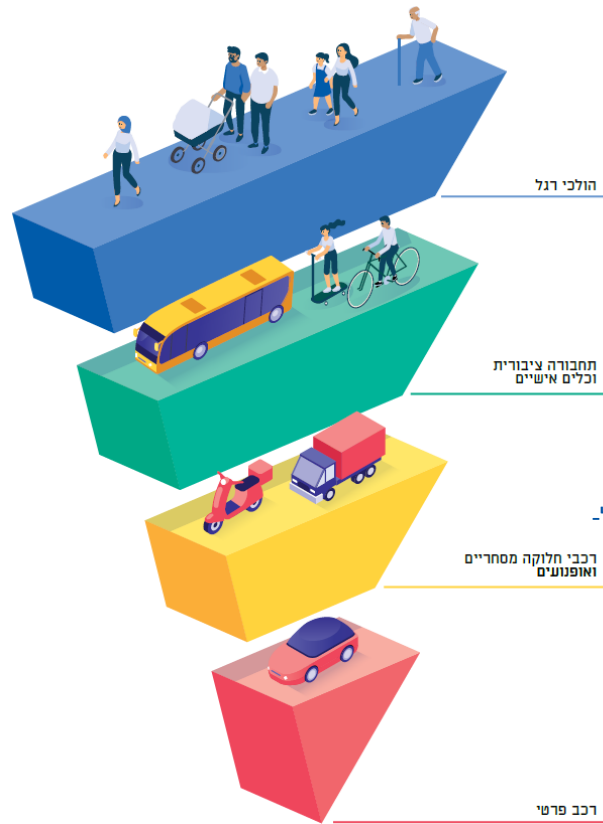 הולכי רגל
תחבורה ציבורית
וכלים אישיים
רכבי חלוקה מסחריים
ואופנועים
רכב פרטי